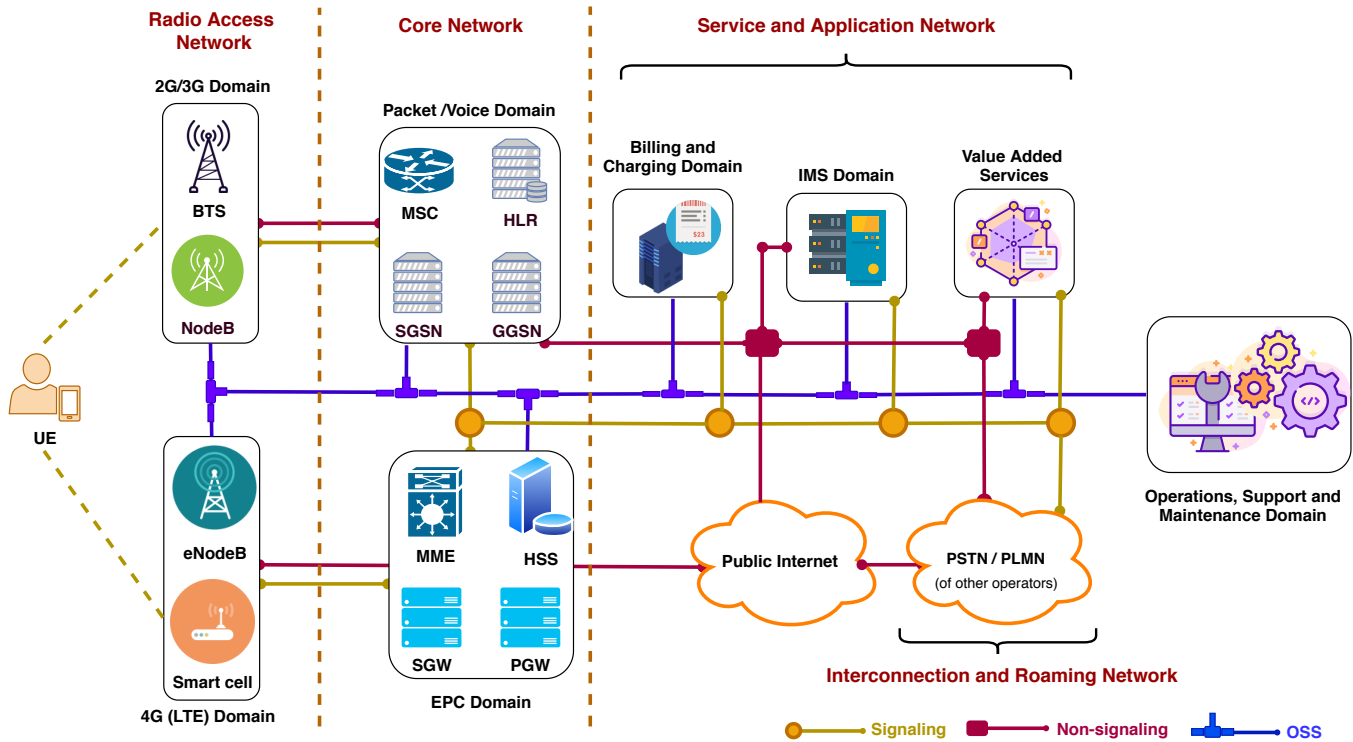 Radio Access
Network
Core Network
Service and Application Network
2G/3G Domain
BTS
NodeB
Packet /Voice Domain
MSC
HLR
SGSN
GGSN
Billing and
Charging Domain
$23
IMS Domain
Value Added
Services
UE
eNodeB
Smart cell
4G (LTE) Domain
MME
HSS
SGW
PGW
EPC Domain
Public Internet
PSTN / PLMN
(of other operators)
</>
Operations, Support and
Maintenance Domain
Interconnection and Roaming Network
Signaling
Non-signaling
OSS